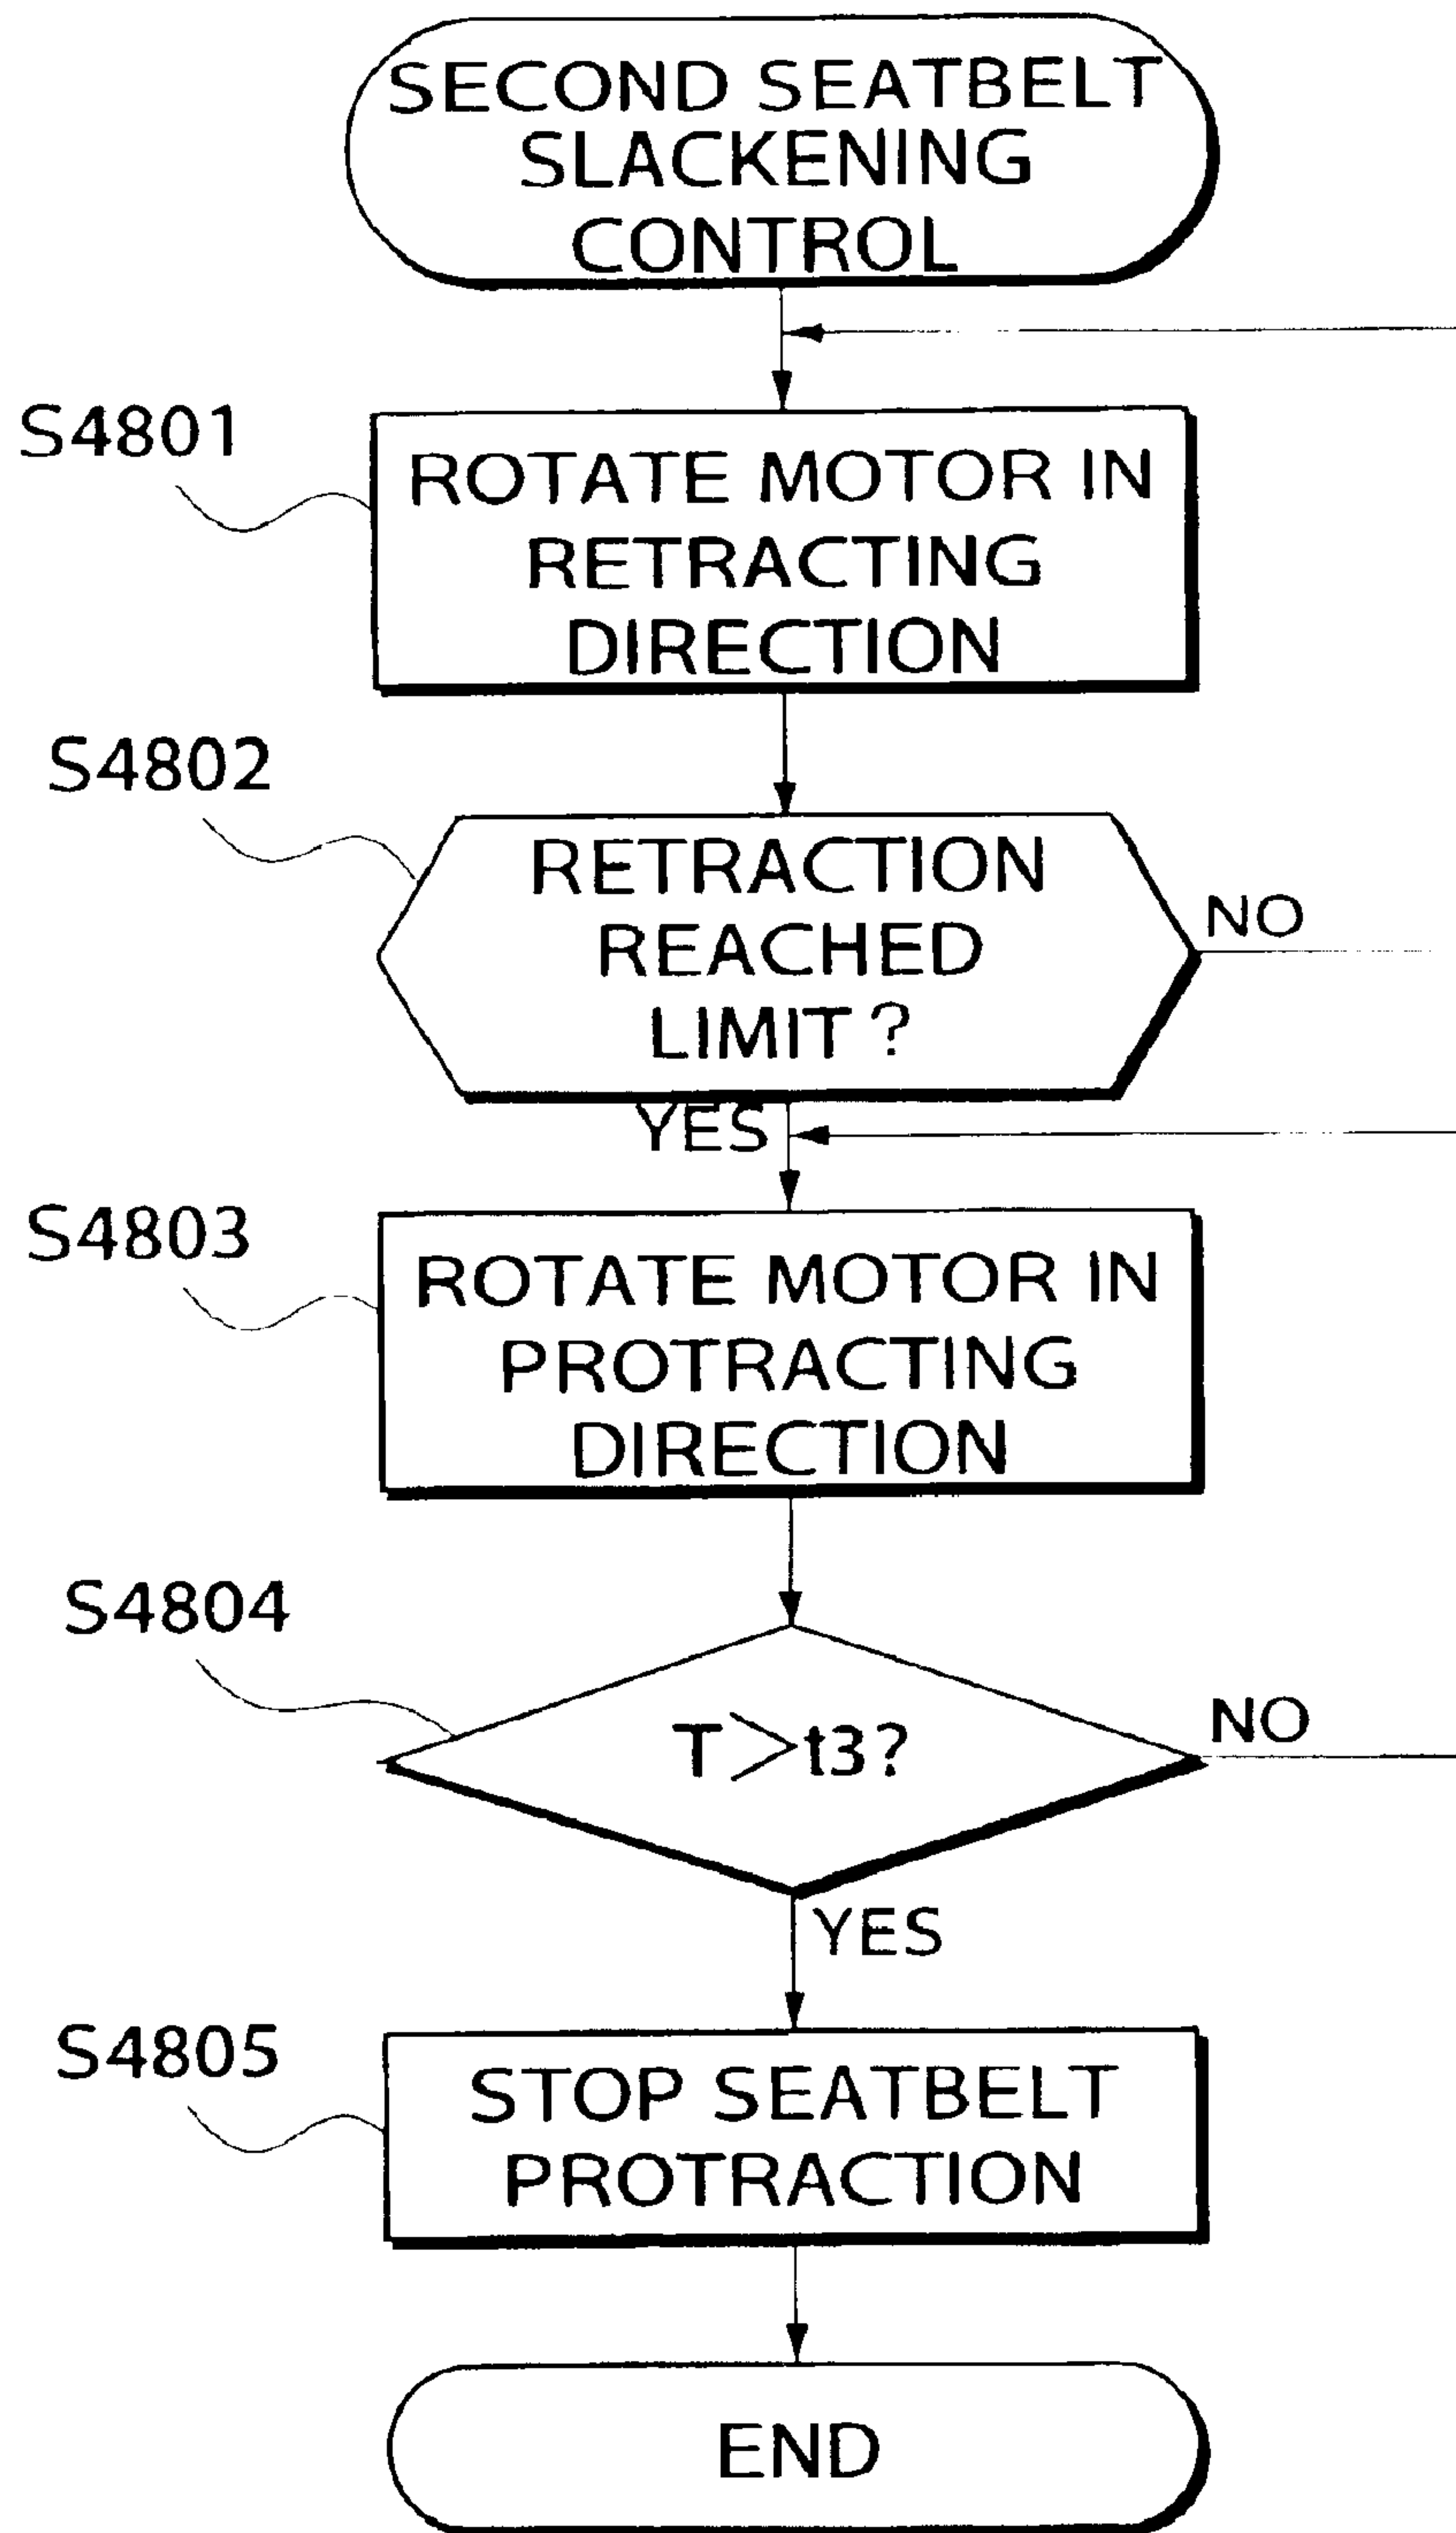 SECOND SEATBELT
SLACKENING
CONTROL
S4801
ROTATE MOTOR IN
RETRACTING
DIRECTION
S4802
RETRACTION
REACHED
LIMIT?
NO
YES
S4803
ROTATE MOTOR IN
PROTRACTING
DIRECTION
S4804
T>t3?
NO
YES
S4805
STOP SEATBELT
PROTRACTION
END